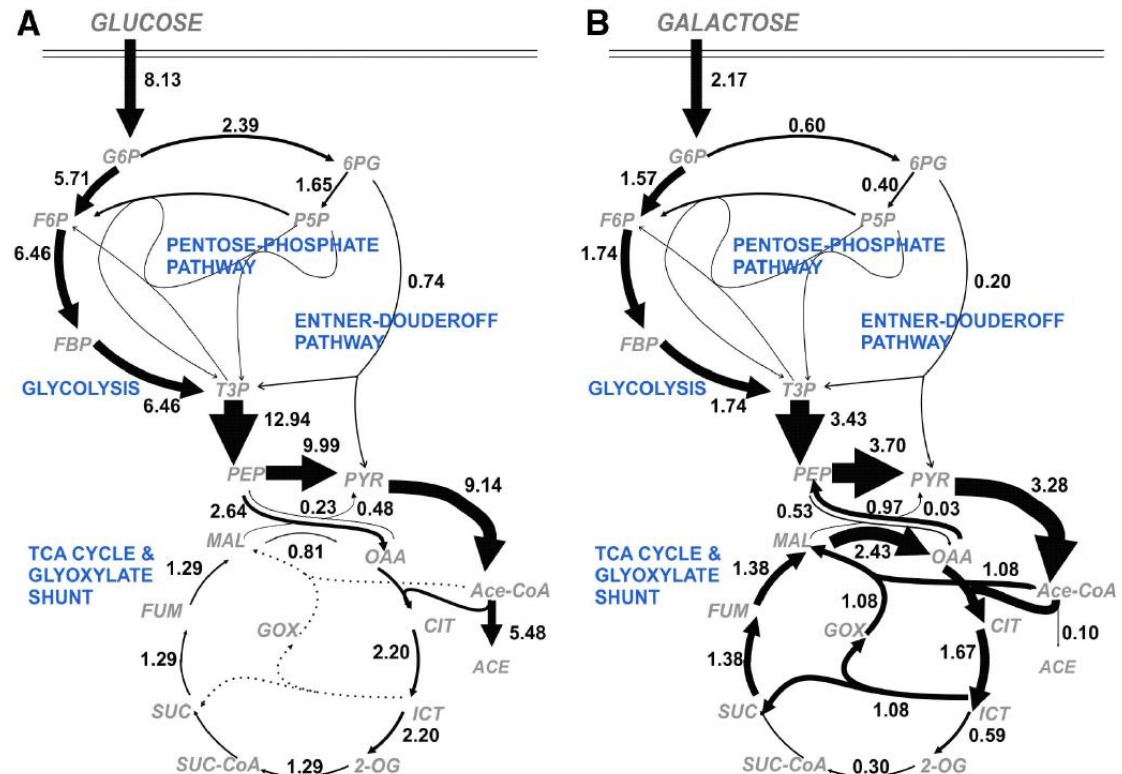 A GLUCOSE
8.13
2.39
G6P
6PG
5.71
1.65
F6P
P5P
6.46
PENTOSE-PHOSPHATE
PATHWAY
0.74
ENTNER-DOUDEROFF
PATHWAY
FBP
GLYCOLYSIS
T3P
6.46
12.94
9.99
PEP
PYR
9.14
2.64
0.23
0.48
MAL
0.81
OAA
TCA CYCLE &
GLYOXYLATE
SHUNT
1.29
Ace-CoA
FUM
GOX
CIT
5.48
2.20
1.29
ACE
SUC
ICT
2.20
SUC-CoA
1.29
2-OG
B GALACTOSE
2.17
0.60
G6P
6PG
1.57
0.40
F6P
P5P
1.74
PENTOSE-PHOSPHATE
PATHWAY
0.20
ENTNER-DOUDEROFF
PATHWAY
FBP
GLYCOLYSIS
T3P
1.74
3.43
3.70
PEP
PYR
3.28
0.53
0.97
0.03
MAL
2.43
OAA
TCA CYCLE &
GLYOXYLATE
SHUNT
1.38
1.08
Ace-CoA
FUM
1.08
GOX
CIT
0.10
1.67
1.38
ACE
SUC
1.08
ICT
0.59
SUC-CoA
0.30
2-OG